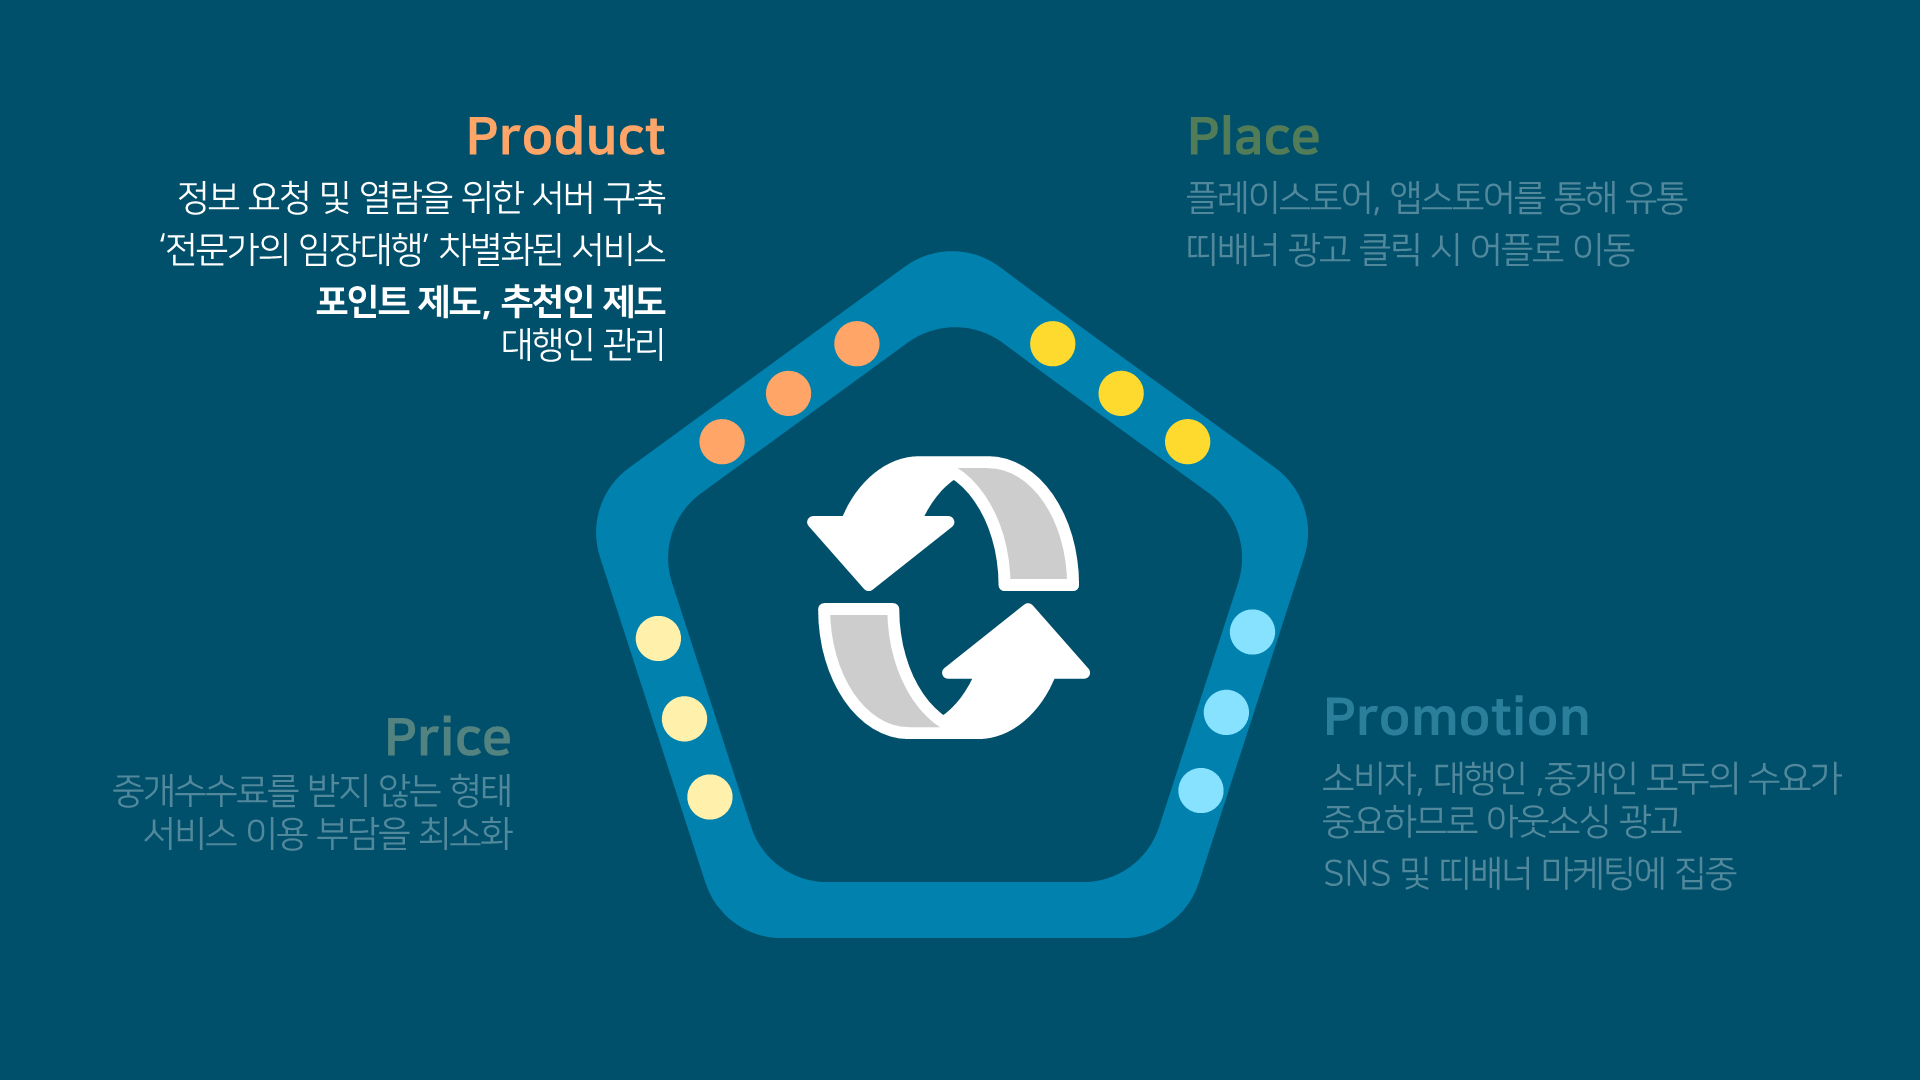 Product
정보 요청 및 열람을 위한 서버 구축
‘전문가의 임장대행’ 차별화된 서비스
포인트 제도, 추천인 제도
대행인 관리
Place
플레이스토어, 앱스토어를 통해 유통
띠배너 광고 클릭 시 어플로 이동
Price
중개수수료를 받지 않는 형태
서비스 이용 부담을 최소화
Promotion
소비자, 대행인 ,중개인 모두의 수요가
중요하므로 아웃소싱 광고
SNS 및 띠배너 마케팅에 집중